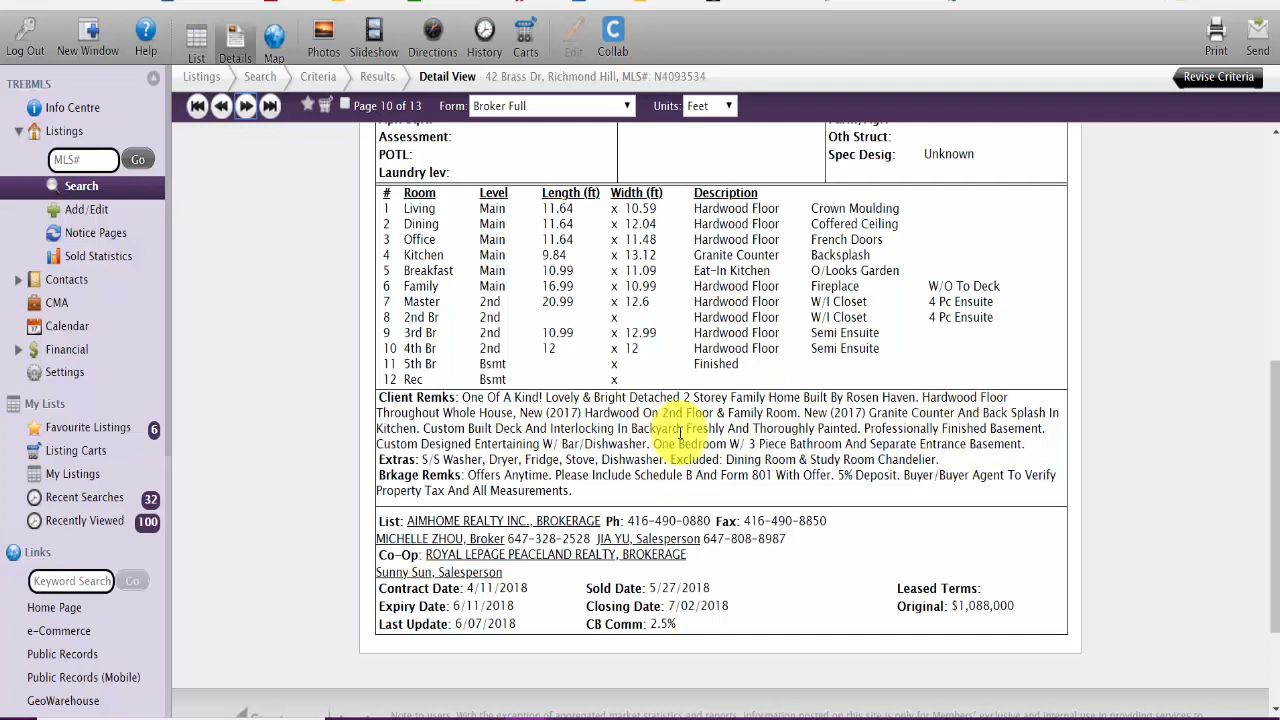 Log Out New Window Help List Details Map Photos Slideshow Directions History Carts Edit Collab Print Send
TREBMLS
Listings Search Criteria Results Detail View 42 Brass Dr, Richmond Hill, MLS#: N4093534 Revise Criteria
Info Centre
Page 10 of 13 Form: Broker Full Units: Feet
Listings
MLS# Go
Search
Add/Edit
Notice Pages
Sold Statistics
Contacts
CMA
Calendar
Financial
Settings
My Lists
Favourite Listings 6
Listing Carts
My Listings
Recent Searches 32
Recently Viewed 100
Links
Keyword Search Go
Home Page
e-Commerce
Public Records
Public Records (Mobile)
GeoWarehouse
Assessment: Oth Struct:
POTL: Spec Desig: Unknown
Laundry lev:
# Room Level Length (ft) Width (ft) Description
1 Living Main 11.64 x 10.59 Hardwood Floor Crown Moulding
2 Dining Main 11.64 x 12.04 Hardwood Floor Coffered Ceiling
3 Office Main 11.64 x 11.48 Hardwood Floor French Doors
4 Kitchen Main 9.84 x 13.12 Granite Counter Backsplash
5 Breakfast Main 10.99 x 11.09 Eat-In Kitchen O/Looks Garden
6 Family Main 16.99 x 10.99 Hardwood Floor Fireplace W/O To Deck
7 Master 2nd 20.99 x 12.6 Hardwood Floor W/I Closet 4 Pc Ensuite
8 2nd Br 2nd x Hardwood Floor W/I Closet 4 Pc Ensuite
9 3rd Br 2nd 10.99 x 12.99 Hardwood Floor Semi Ensuite
10 4th Br 2nd 12 x 12 Hardwood Floor Semi Ensuite
11 5th Br Bsmt x Finished
12 Rec Bsmt x
Client Remks: One Of A Kind! Lovely & Bright Detached 2 Storey Family Home Built By Rosen Haven. Hardwood Floor
Throughout Whole House, New (2017) Hardwood On 2nd Floor & Family Room. New (2017) Granite Counter And Back Splash In
Kitchen. Custom Built Deck And Interlocking In Backyard. Freshly And Thoroughly Painted. Professionally Finished Basement.
Custom Designed Entertaining W/ Bar/Dishwasher. One Bedroom W/ 3 Piece Bathroom And Separate Entrance Basement.
Extras: S/S Washer, Dryer, Fridge, Stove, Dishwasher. Excluded: Dining Room & Study Room Chandelier.
Brkage Remks: Offers Anytime. Please Include Schedule B And Form 801 With Offer. 5% Deposit. Buyer/Buyer Agent To Verify
Property Tax And All Measurements.
List: AIMHOME REALTY INC., BROKERAGE Ph: 416-490-0880 Fax: 416-490-8850
MICHELLE ZHOU, Broker 647-328-2528 JIA YU, Salesperson 647-808-8987
Co-Op: ROYAL LEPAGE PEACELAND REALTY, BROKERAGE
Sunny Sun, Salesperson
Contract Date: 4/11/2018 Sold Date: 5/27/2018 Leased Terms:
Expiry Date: 6/11/2018 Closing Date: 7/02/2018 Original: $1,088,000
Last Update: 6/07/2018 CB Comm: 2.5%